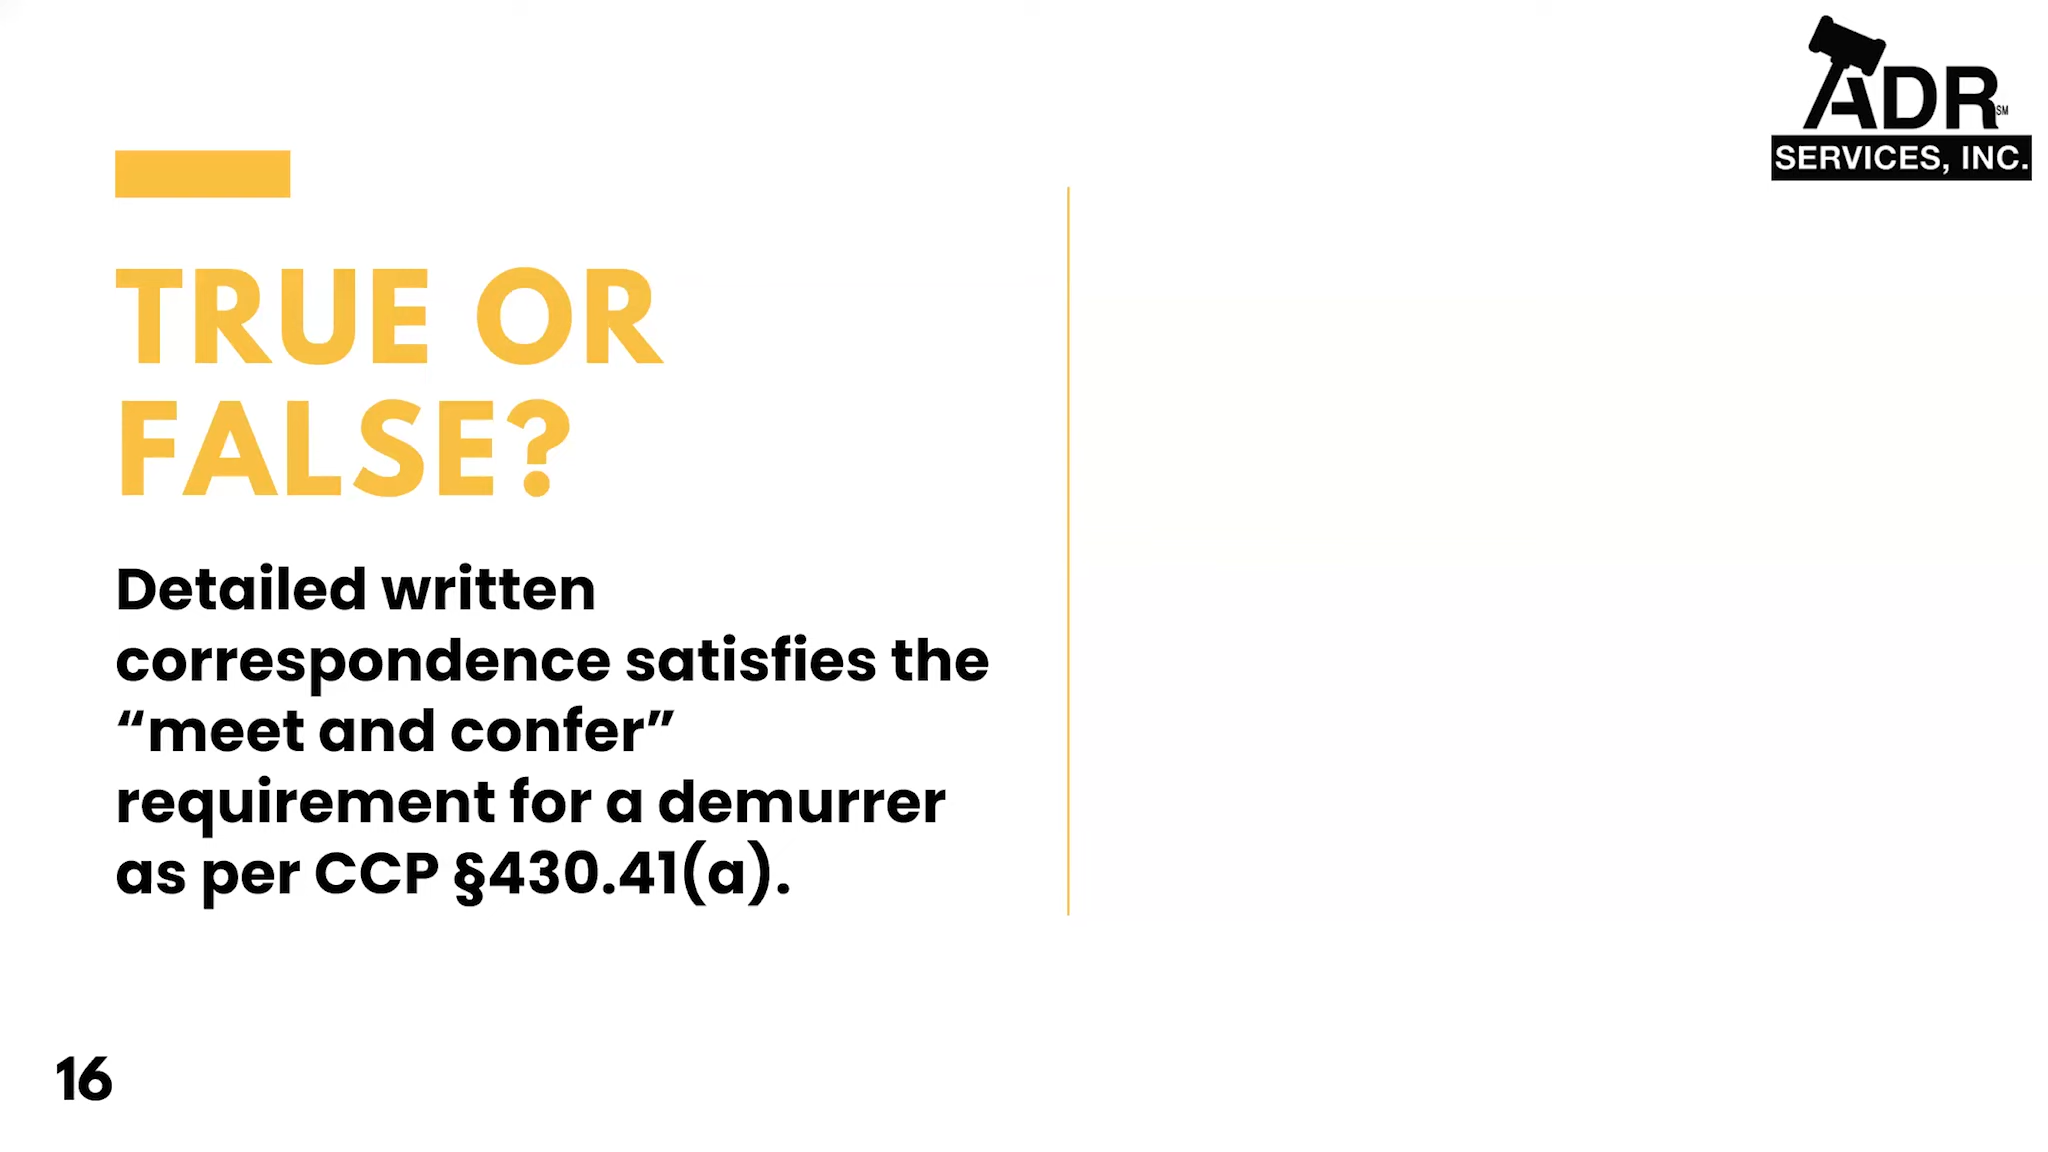 ADR SM
SERVICES, INC.
TRUE OR
FALSE?
Detailed written
correspondence satisfies the
“meet and confer”
requirement for a demurrer
as per CCP §430.41(a).
16